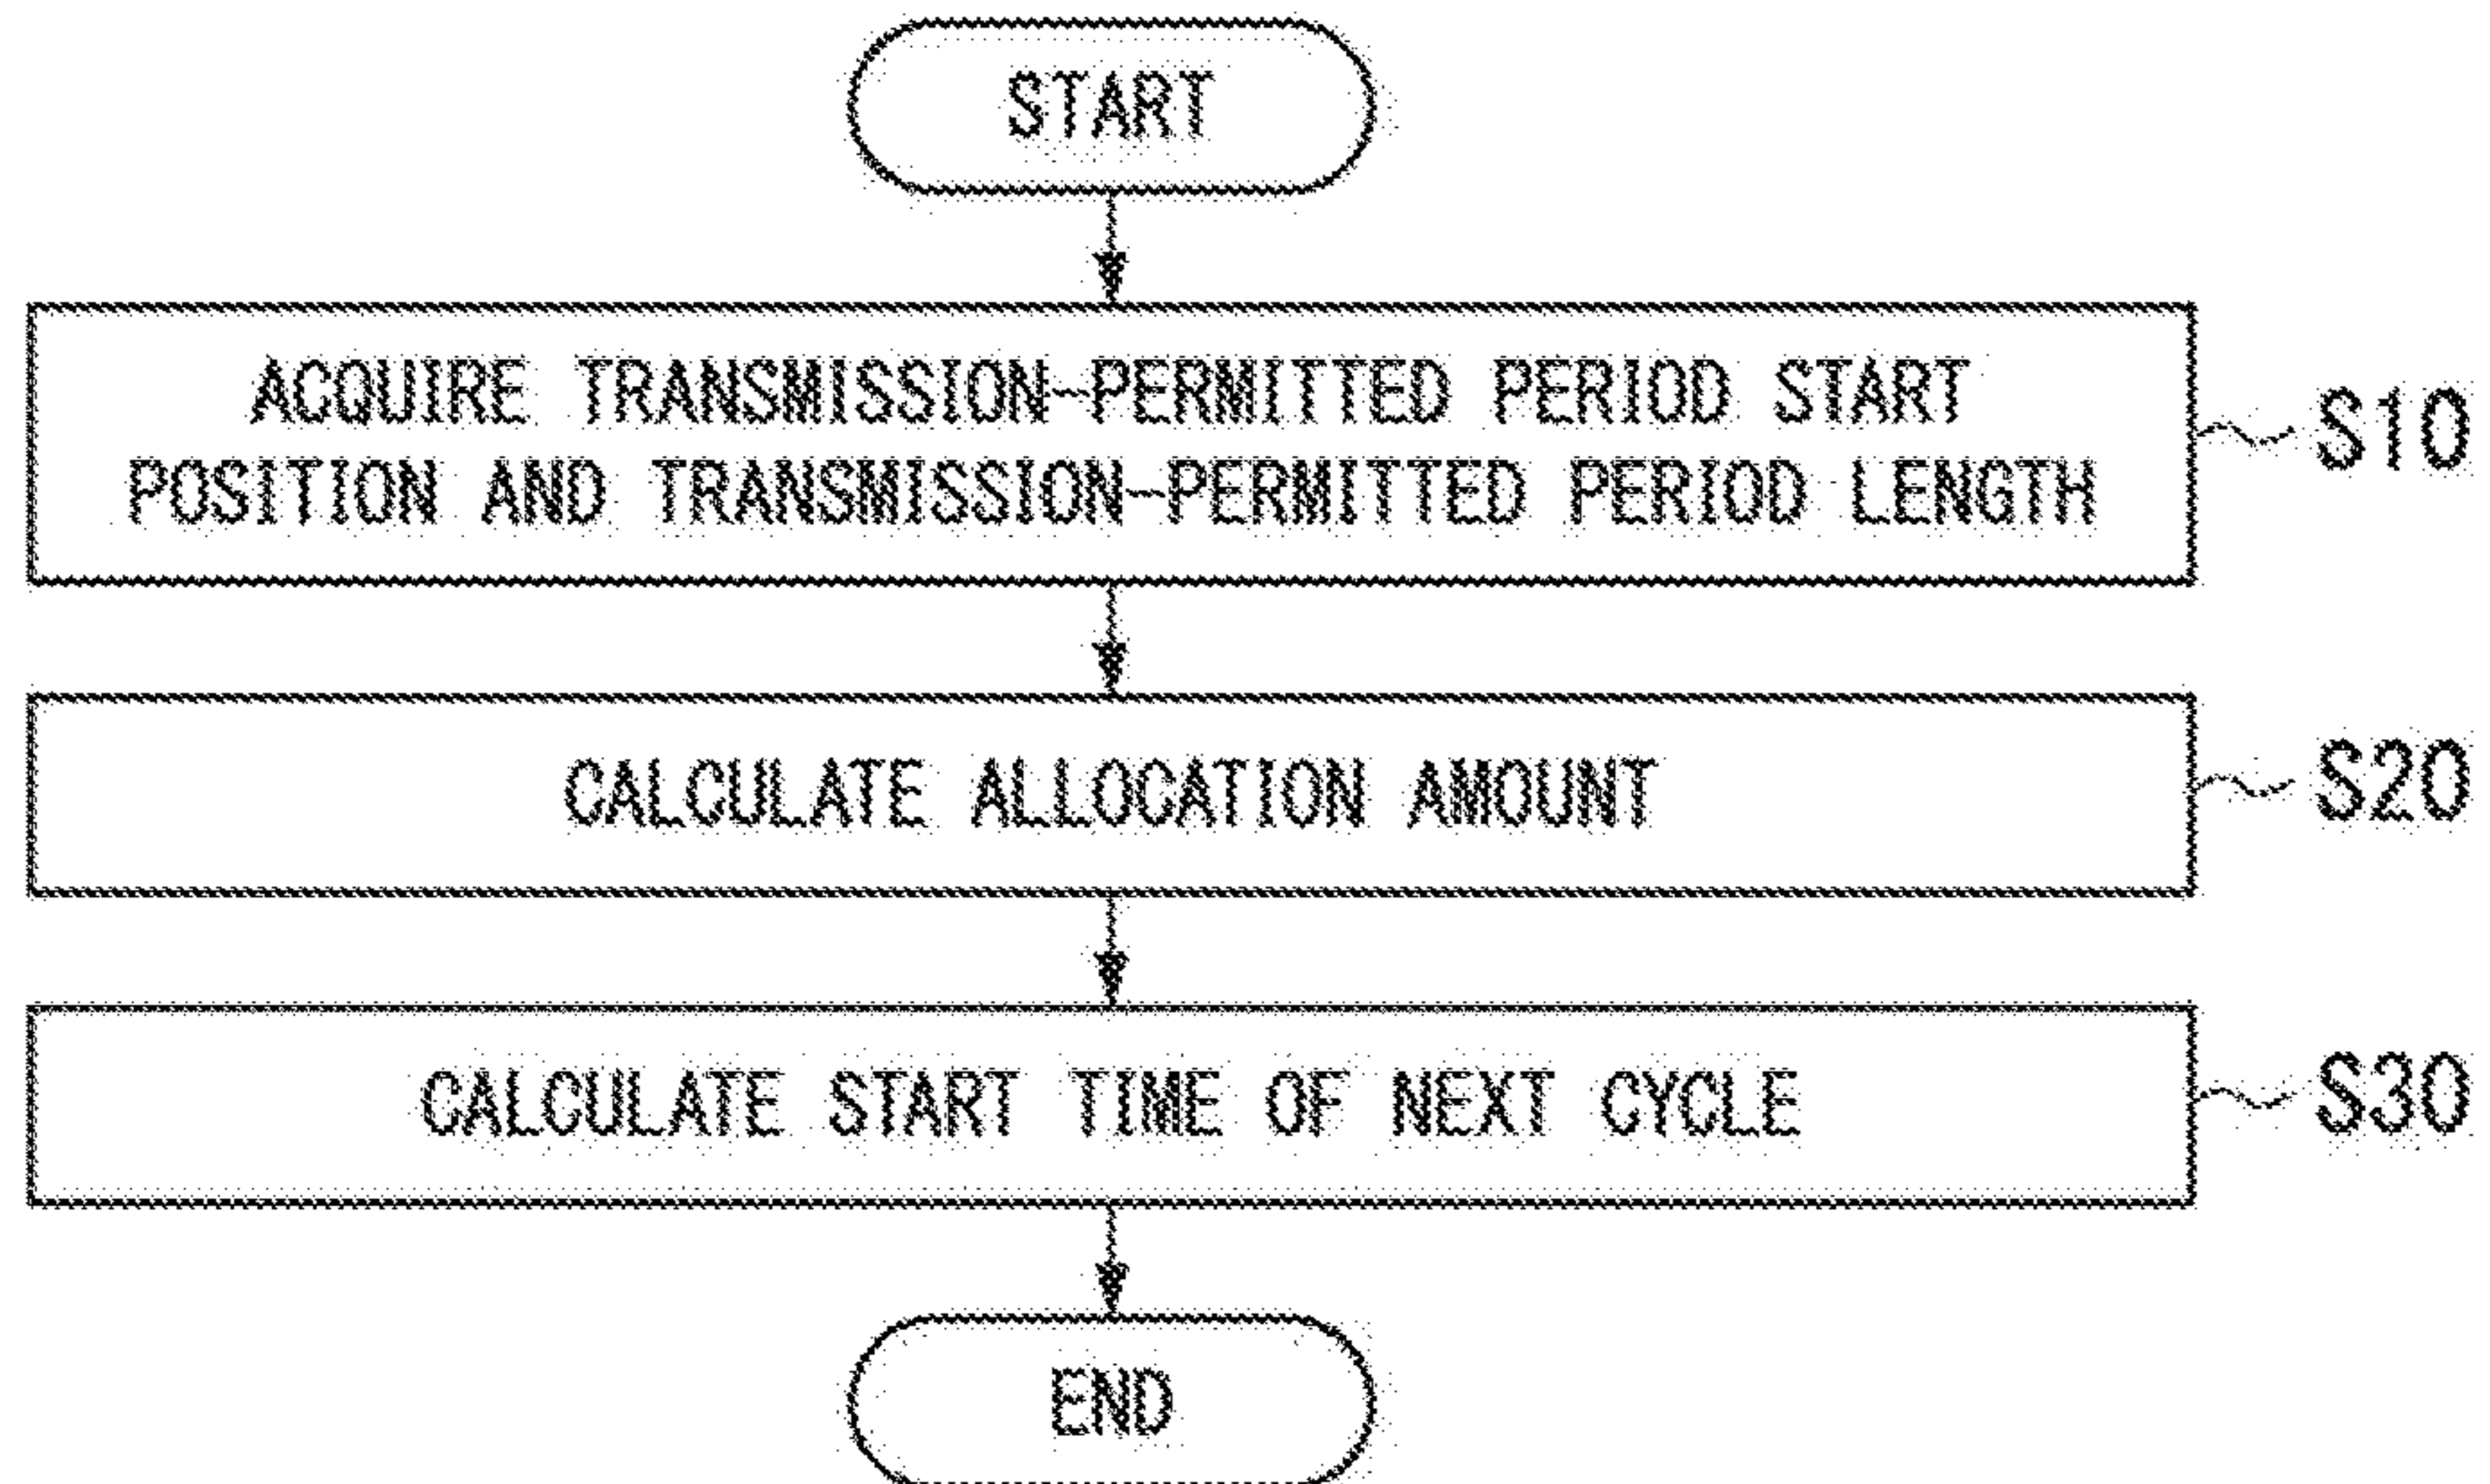 START
ACQUIRE TRANSMISSION-PERMITTED PERIOD START
POSITION AND TRANSMISSION-PERMITTED PERIOD LENGTH
S10
CALCULATE ALLOCATION AMOUNT
S20
CALCULATE START TIME OF NEXT CYCLE
S30
END